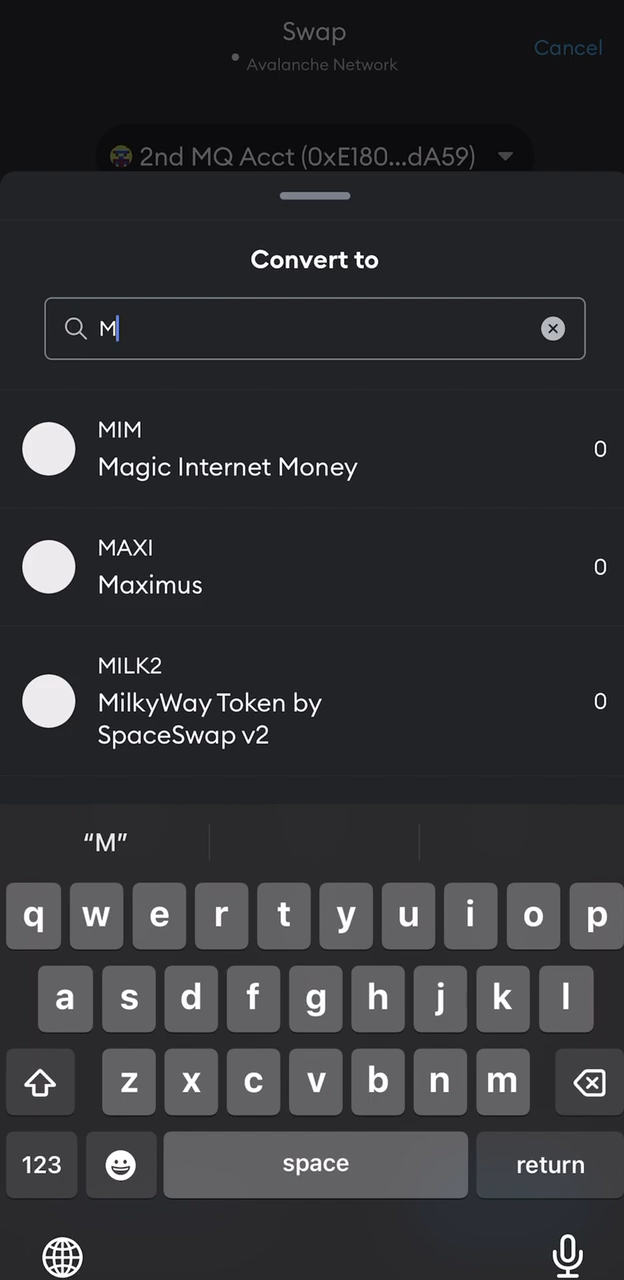 Swap
Avalanche Network
Cancel
2nd MQ Acct (0xE180...dA59)
Convert to
M
MIM
Magic Internet Money
0
MAXI
Maximus
0
MILK2
MilkyWay Token by
SpaceSwap v2
0
“M”
q w e r t y u i o p
a s d f g h j k l
z x c v b n m
123 space return